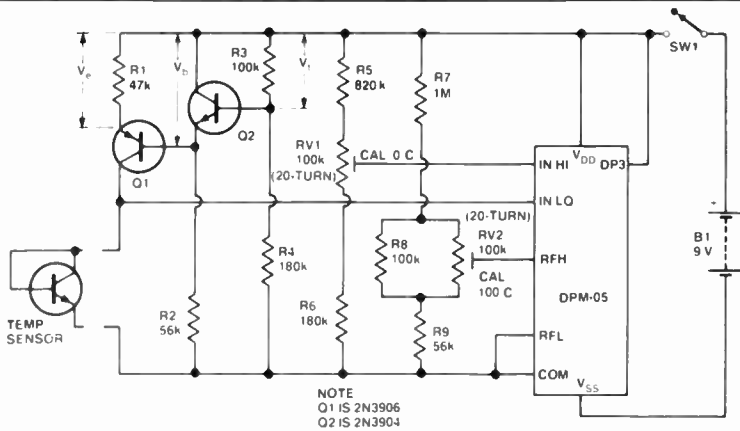 Ve
R1
47k
Vb
R3
100k
V1
Q2
Q1
R5
820k
RV1
100k
(20-TURN)
CAL 0 C
R7
1M
SW1
VDD
DP3
IN HI
IN LO
(20-TURN)
RV2
100k
RFH
CAL
100 C
DPM-05
RFL
COM
VSS
+
B1
9 V
R8
100k
R9
56k
R4
180k
R6
180k
R2
56k
TEMP
SENSOR
NOTE
Q1 IS 2N3906
Q2 IS 2N3904